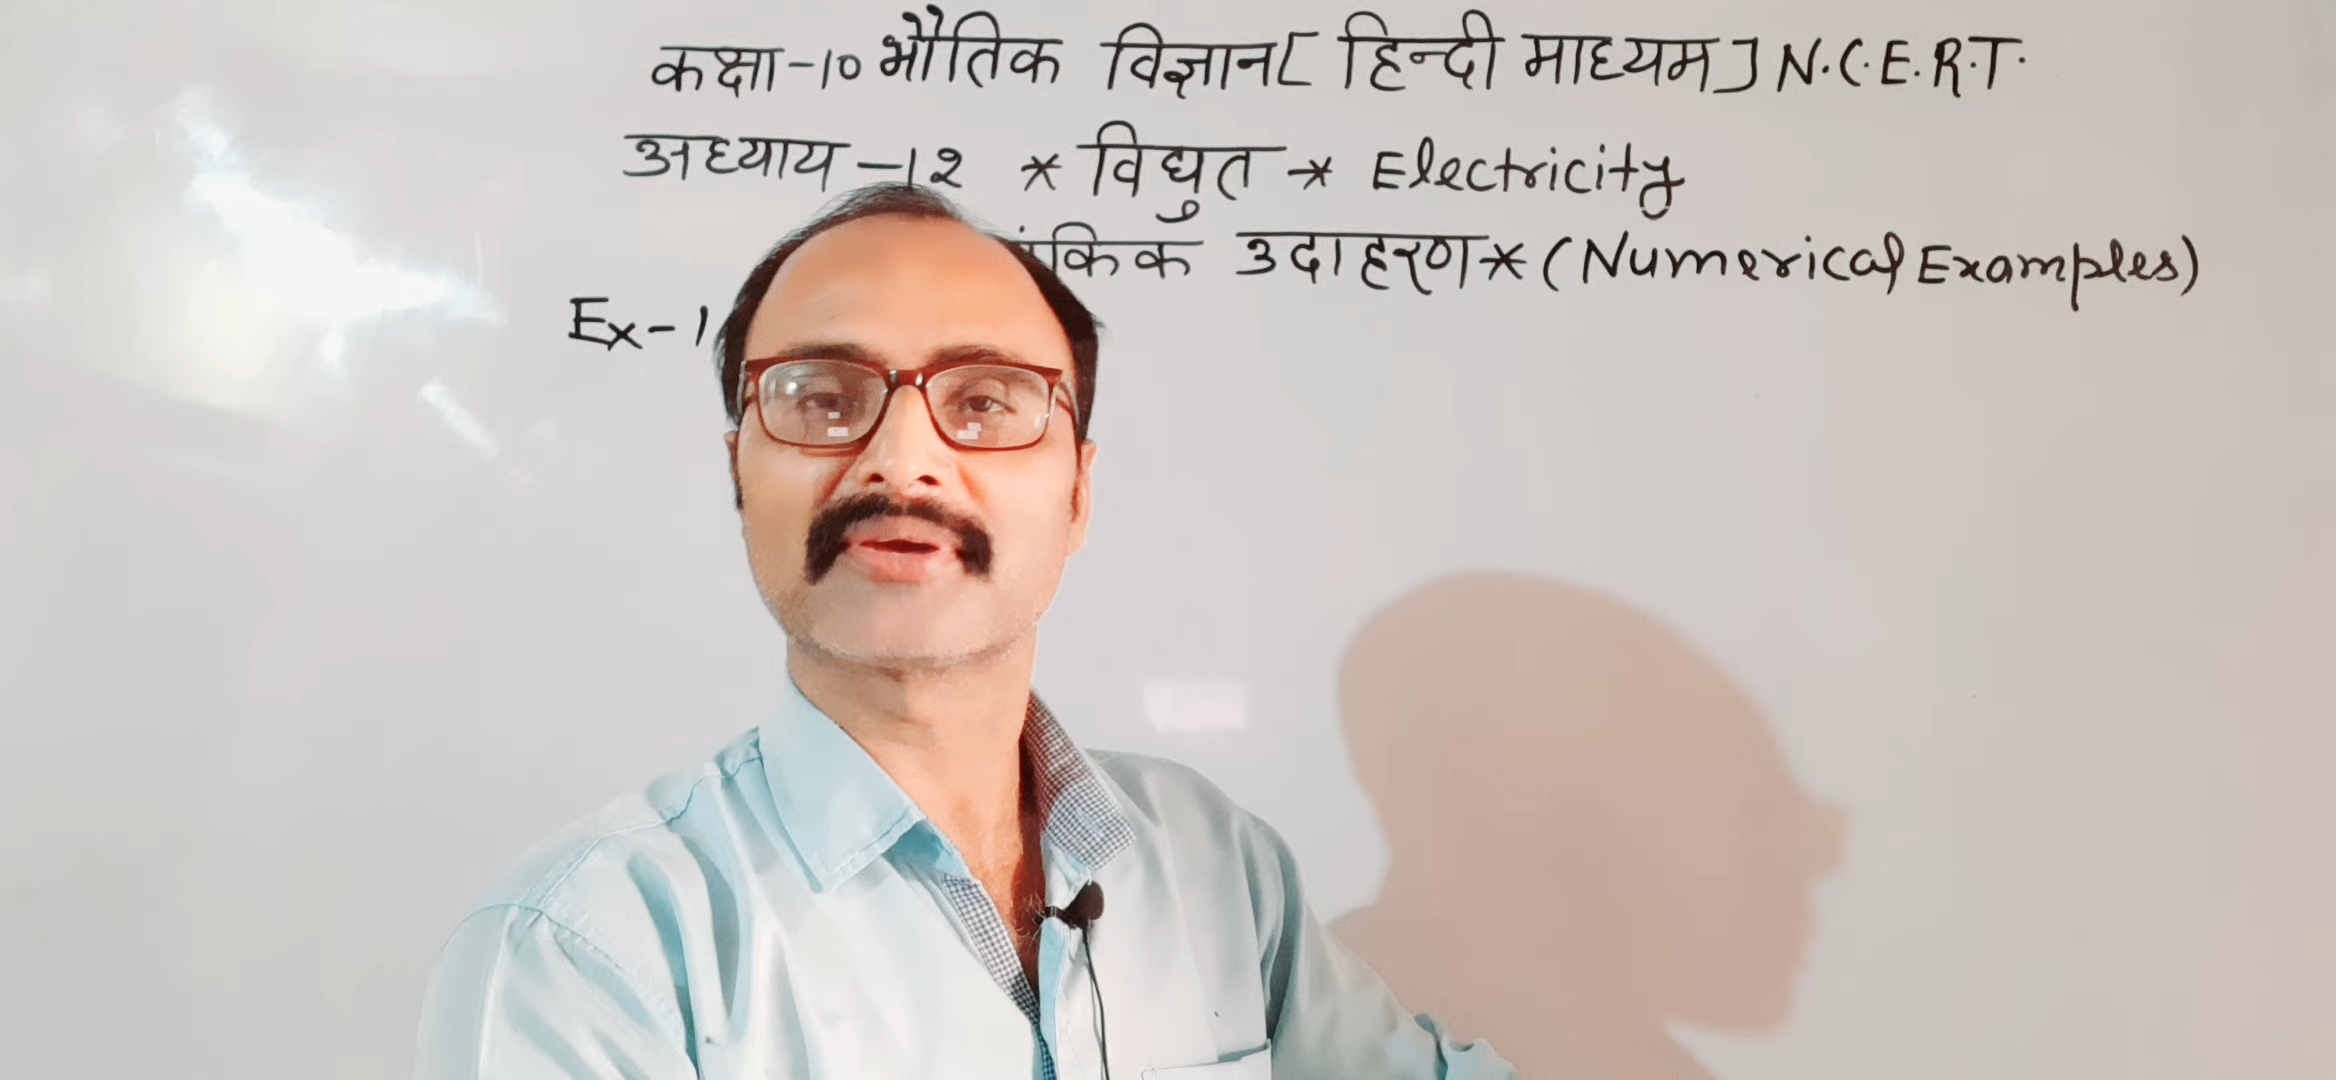 कक्षा-10 भौतिक विज्ञान [ हिन्दी माध्यम ] N.C.E.R.T.
अध्याय -12 * विद्युत * Electricity
उदाहरण * (Numerical Examples)
Ex-1